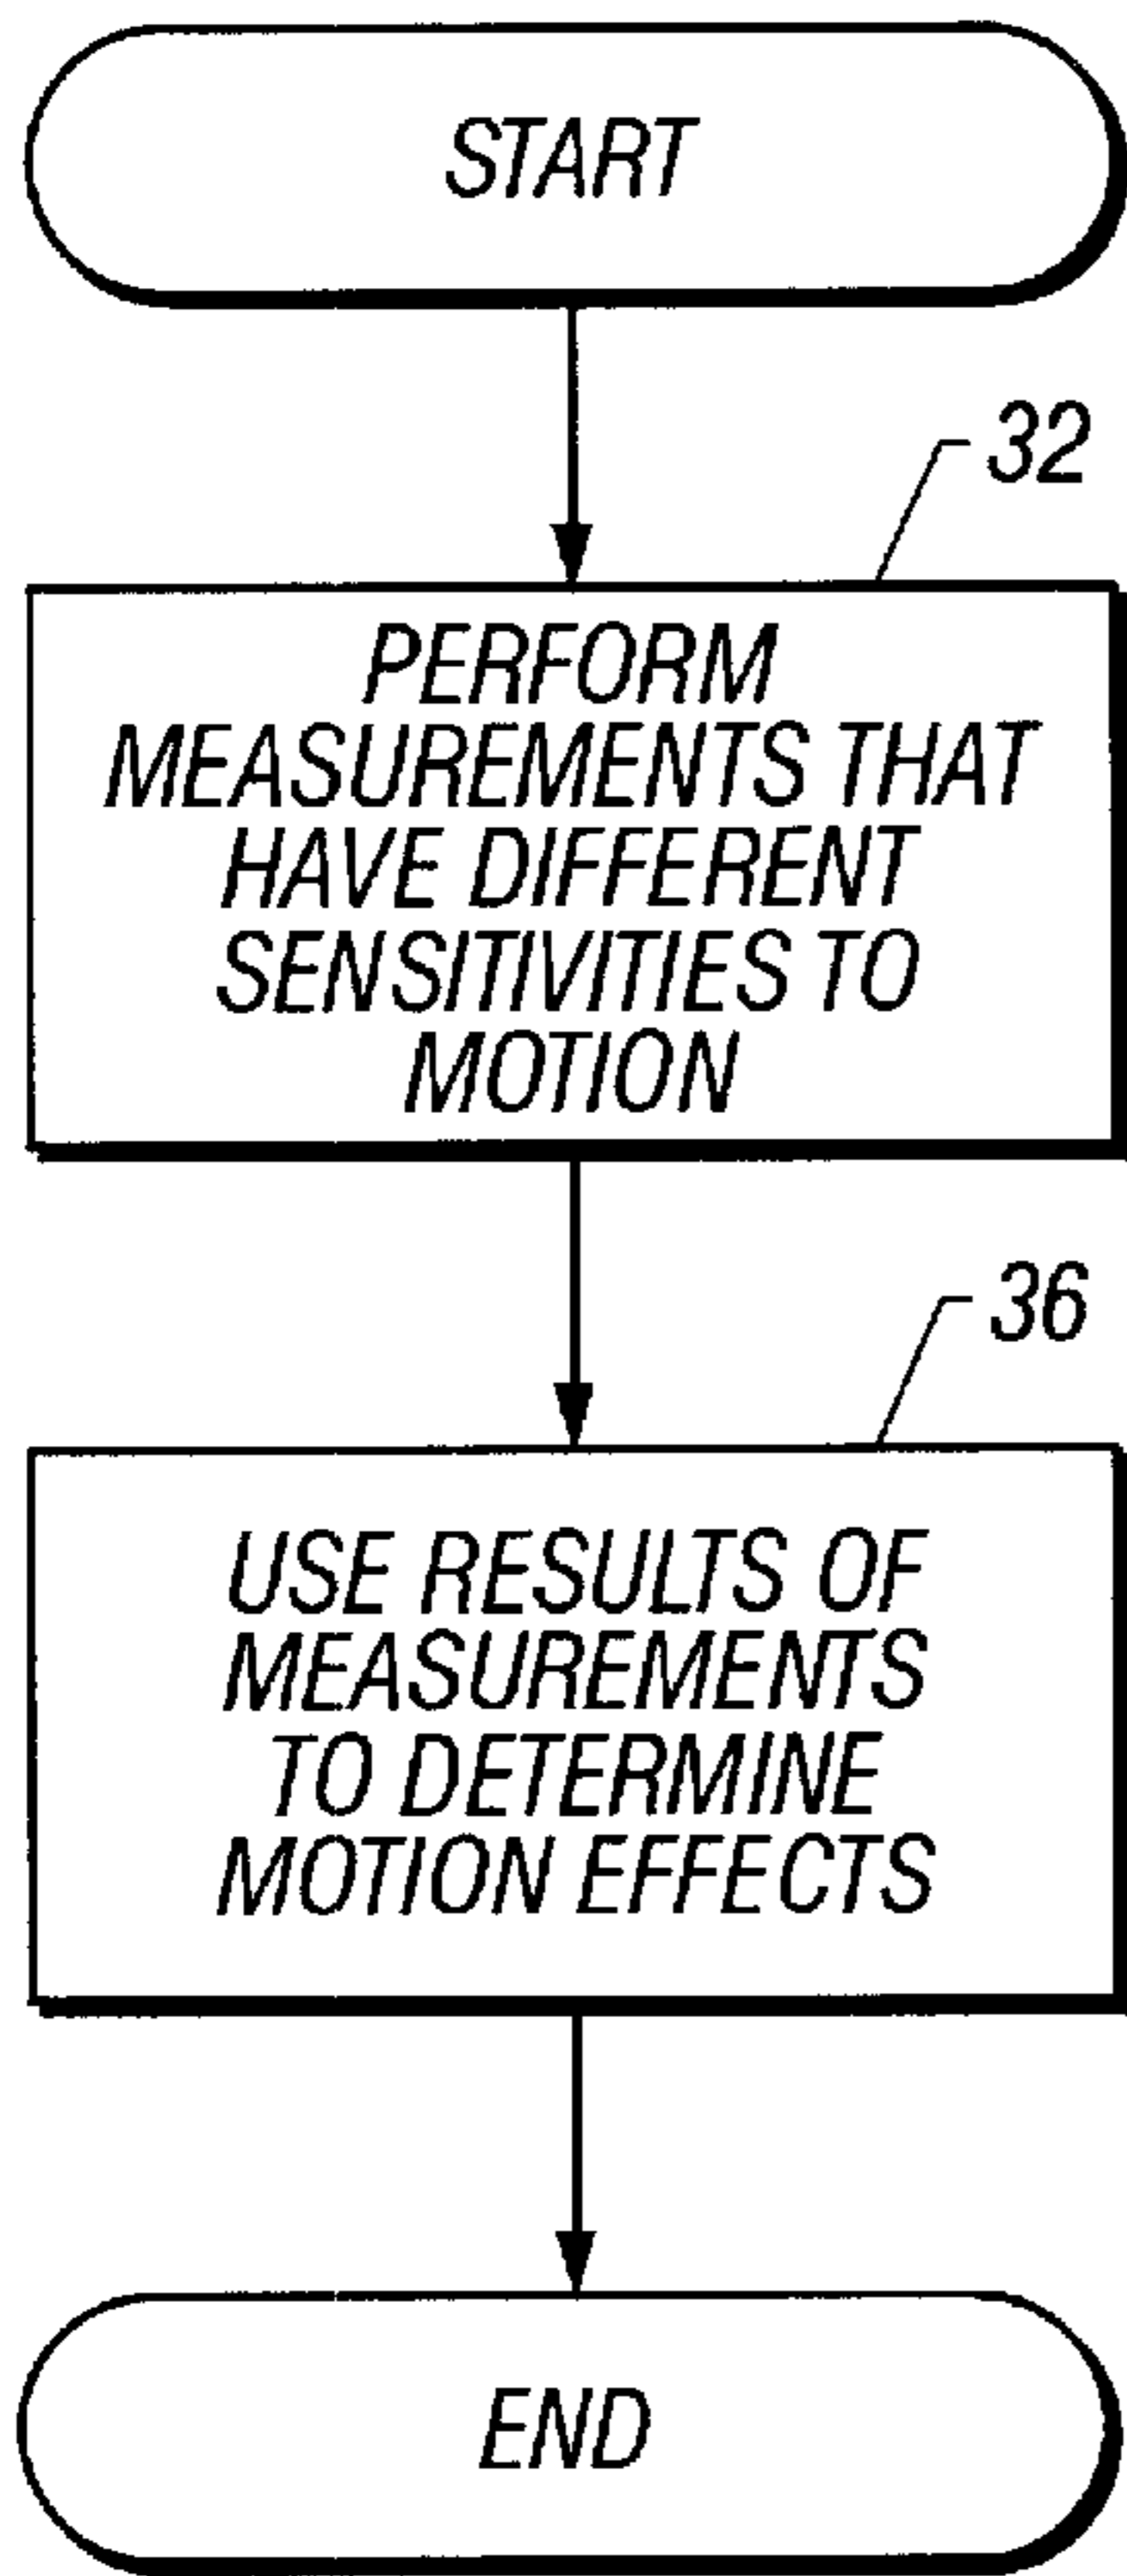 START
32
PERFORM
MEASUREMENTS THAT
HAVE DIFFERENT
SENSITIVITIES TO
MOTION
36
USE RESULTS OF
MEASUREMENTS
TO DETERMINE
MOTION EFFECTS
END